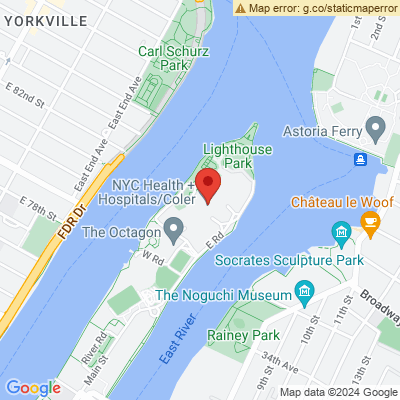 Map error: g.co/staticmaperror
YORKVILLE
Carl Schurz
Park
1st
2nd St
E 82nd St
East End Ave
East End Ave
Lighthouse
Park
Astoria Ferry
NYC Health +
Hospitals/Coler
E 78th St
FDR Dr
Château le Woof
The Octagon
E Rd
W Rd
Socrates Sculpture Park
The Noguchi Museum
Broadway
11th St
10th St
East River
Rainey Park
River Rd
Main St
34th Ave
13th St
9th St
Google
Map data ©2024 Google